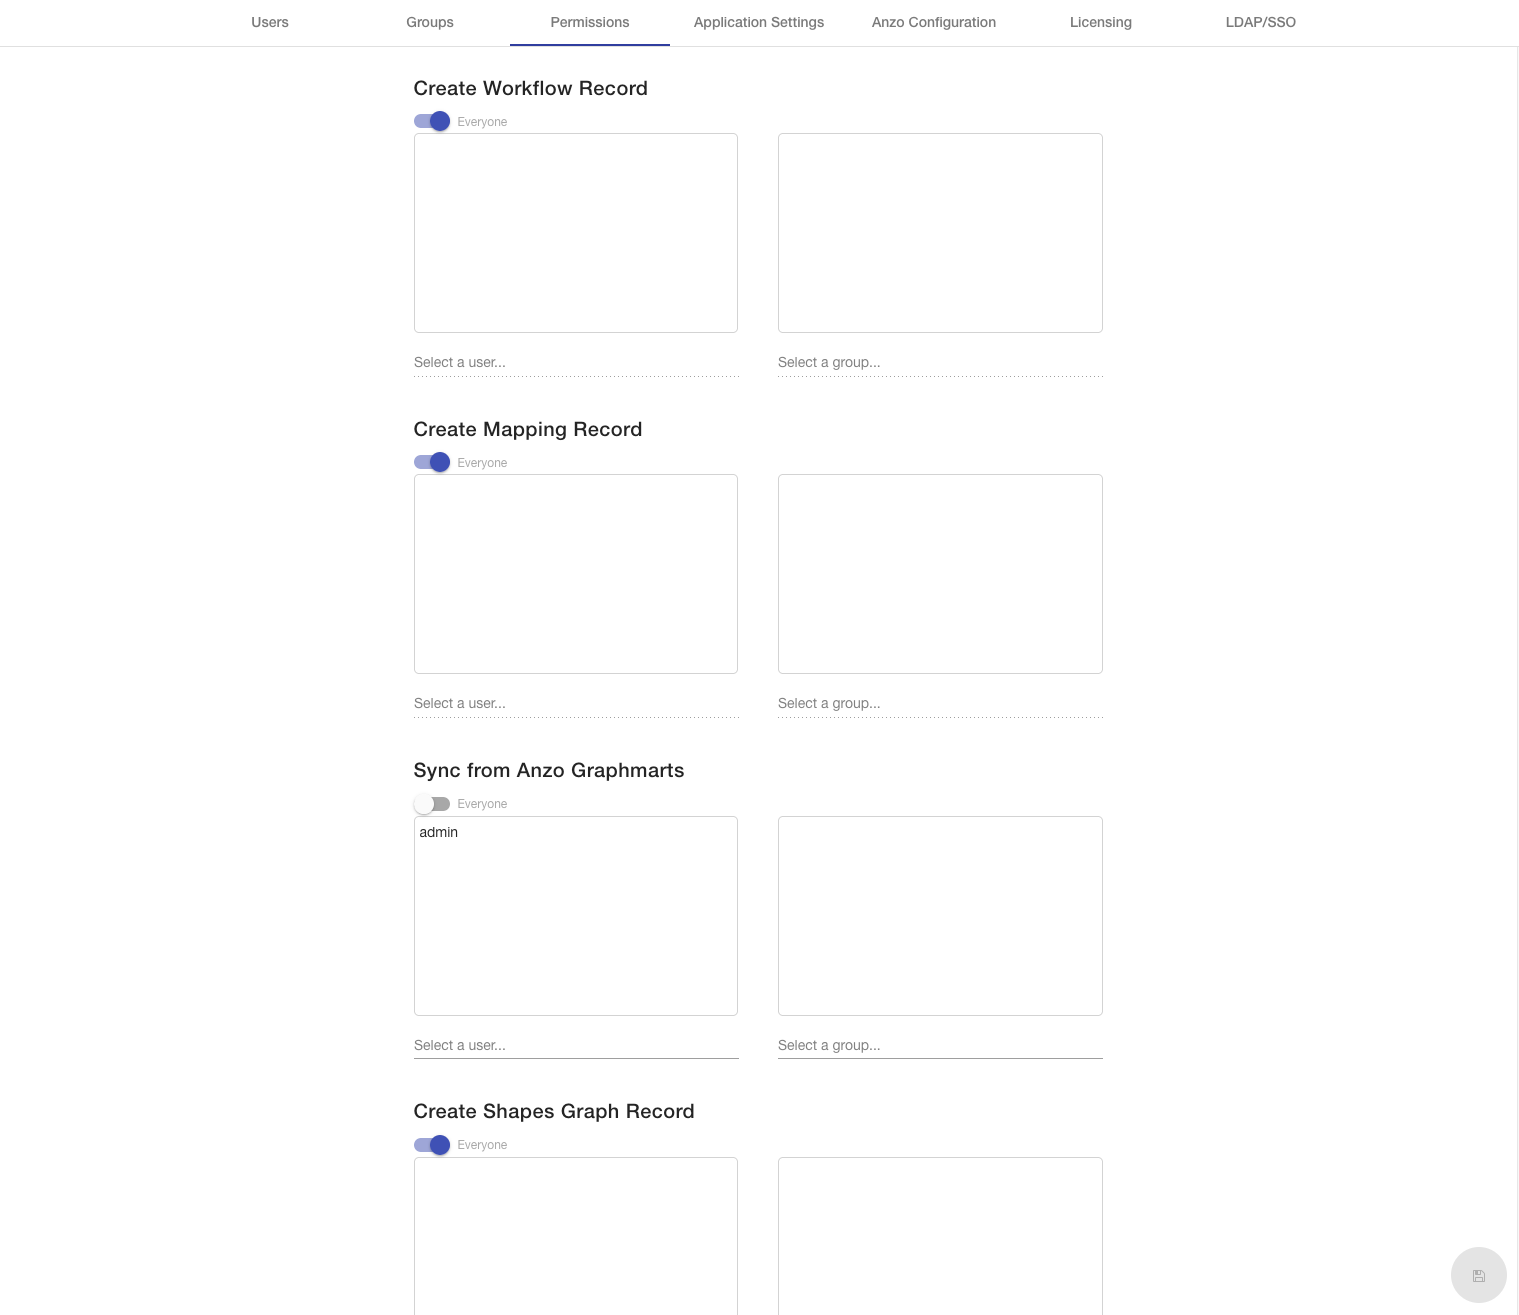 Users Groups Permissions Application Settings Anzo Configuration Licensing LDAP/SSO
Create Workflow Record
Everyone
Select a user... Select a group...
Create Mapping Record
Everyone
Select a user... Select a group...
Sync from Anzo Graphmarts
Everyone
admin
Select a user... Select a group...
Create Shapes Graph Record
Everyone